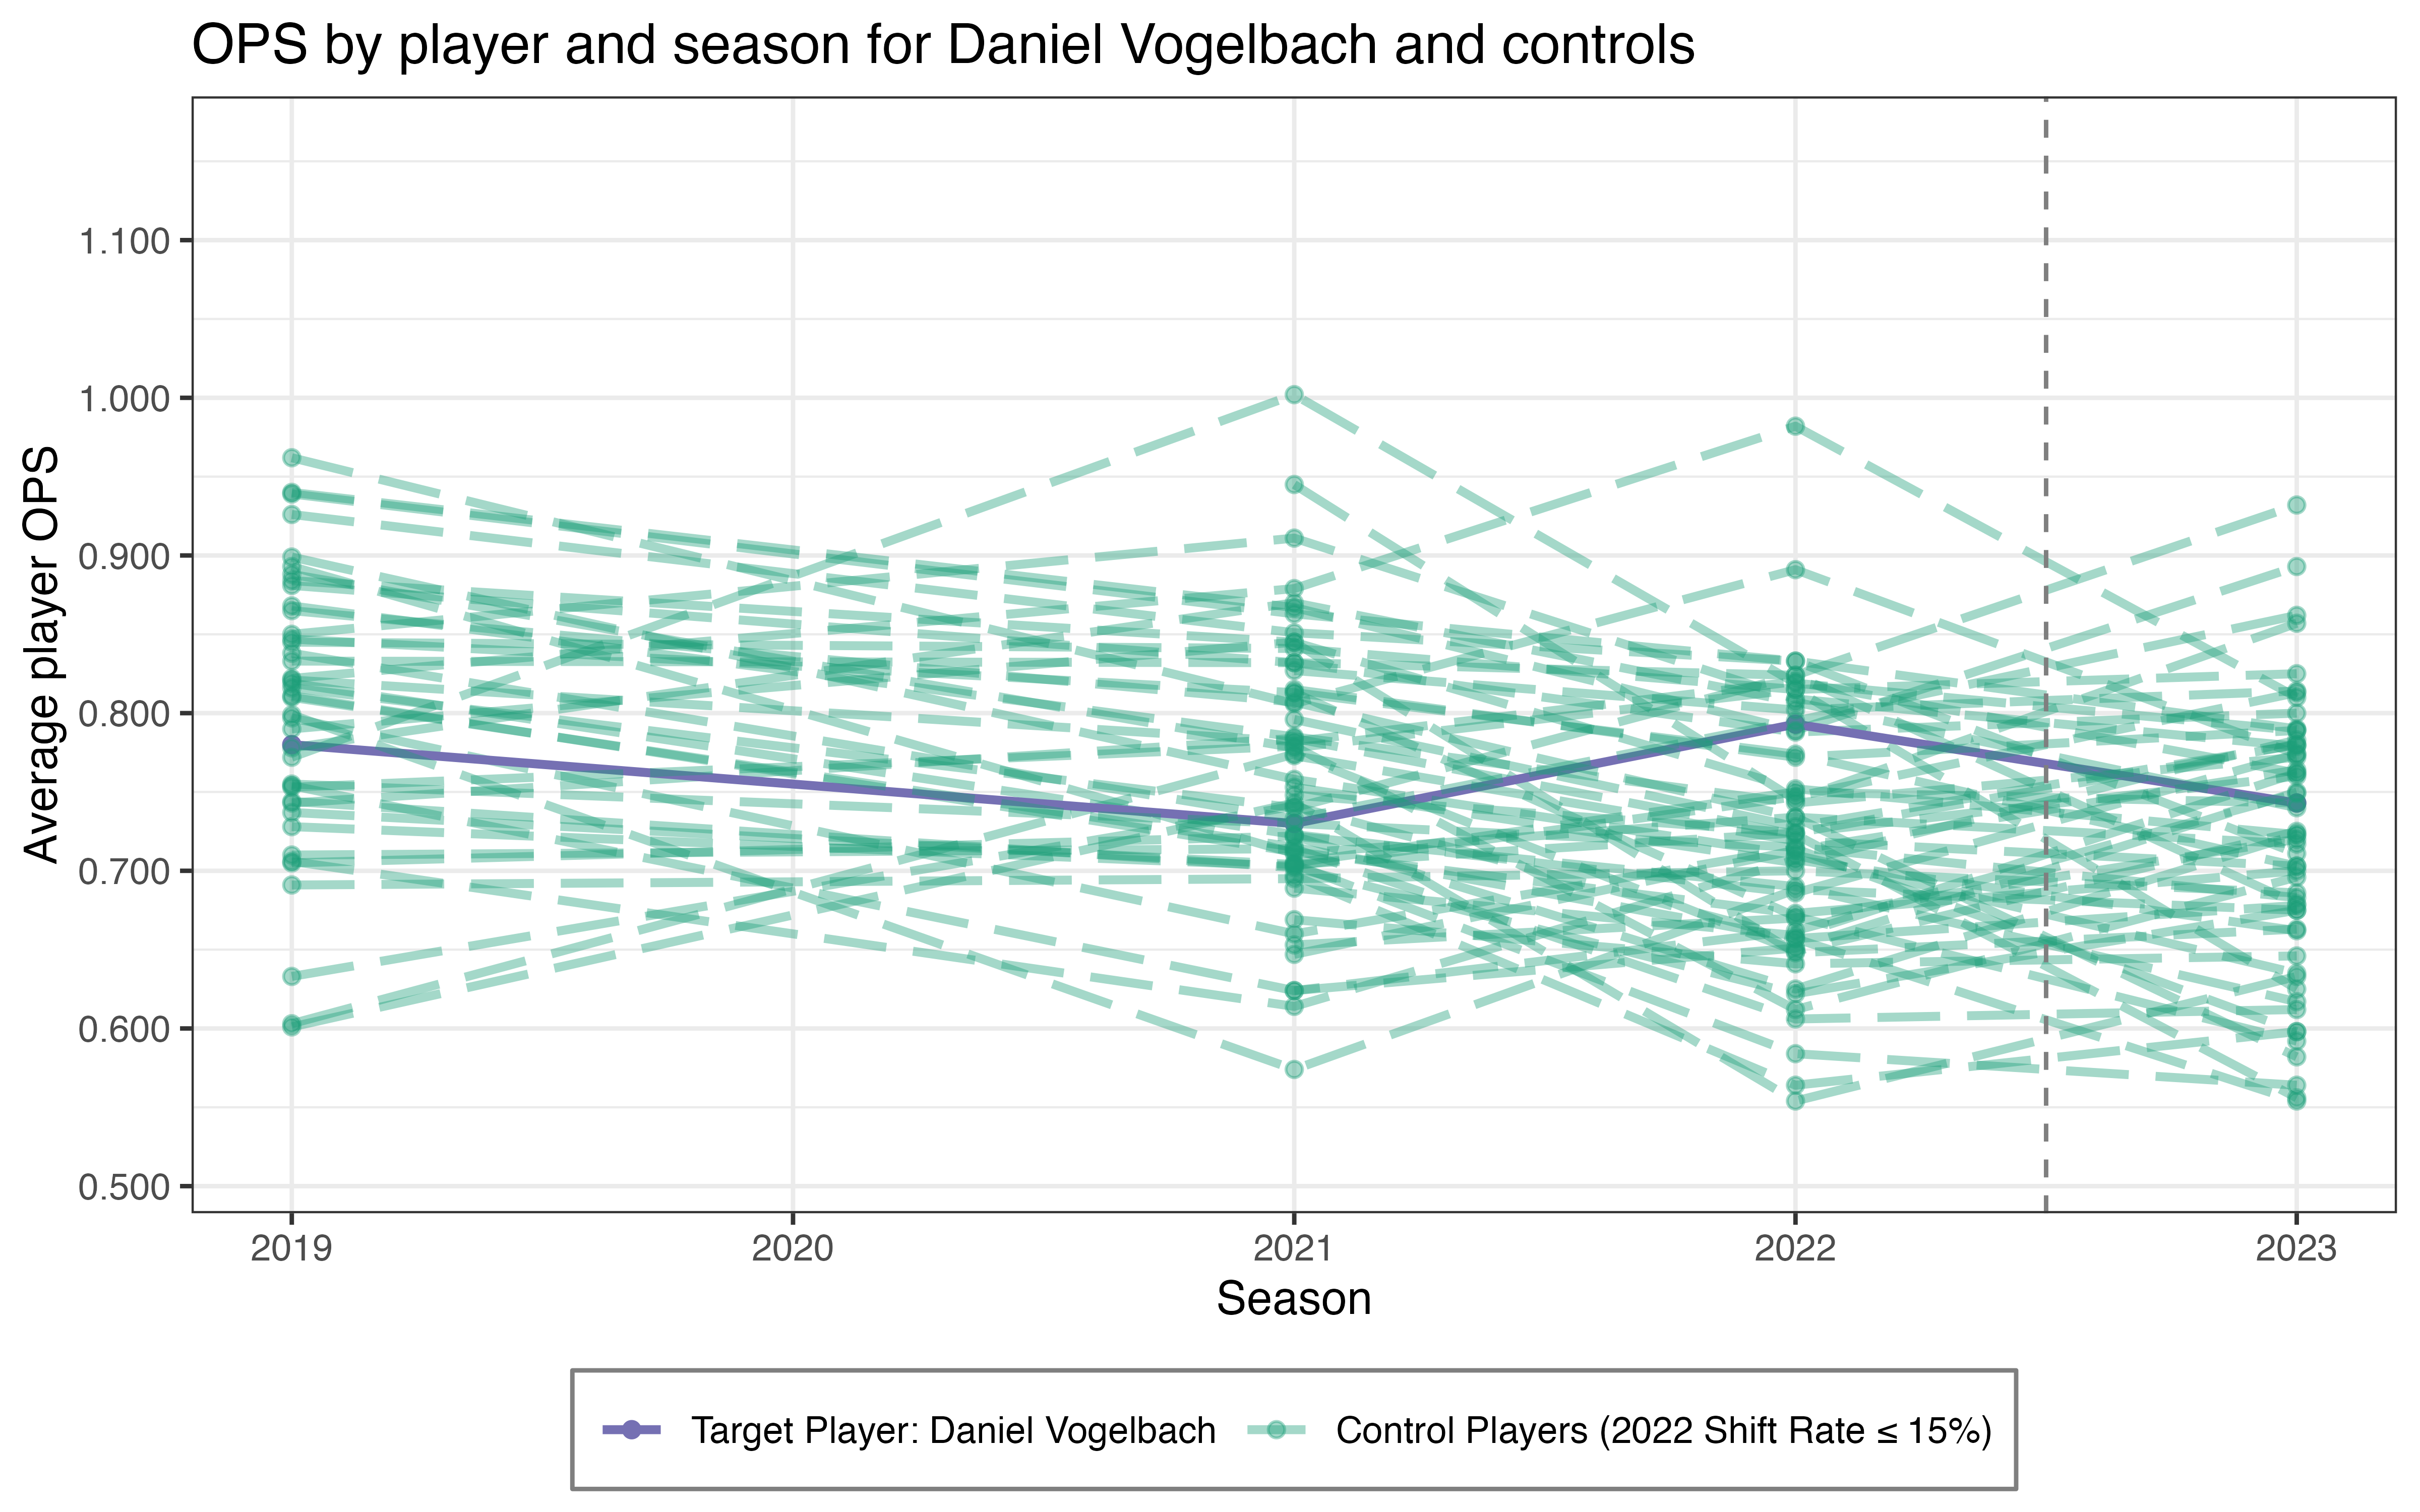 OPS by player and season for Daniel Vogelbach and controls
Average player OPS
1.100
1.000
0.900
0.800
0.700
0.600
0.500
2019 2020 2021 2022 2023
Season
Target Player: Daniel Vogelbach Control Players (2022 Shift Rate ≤ 15%)